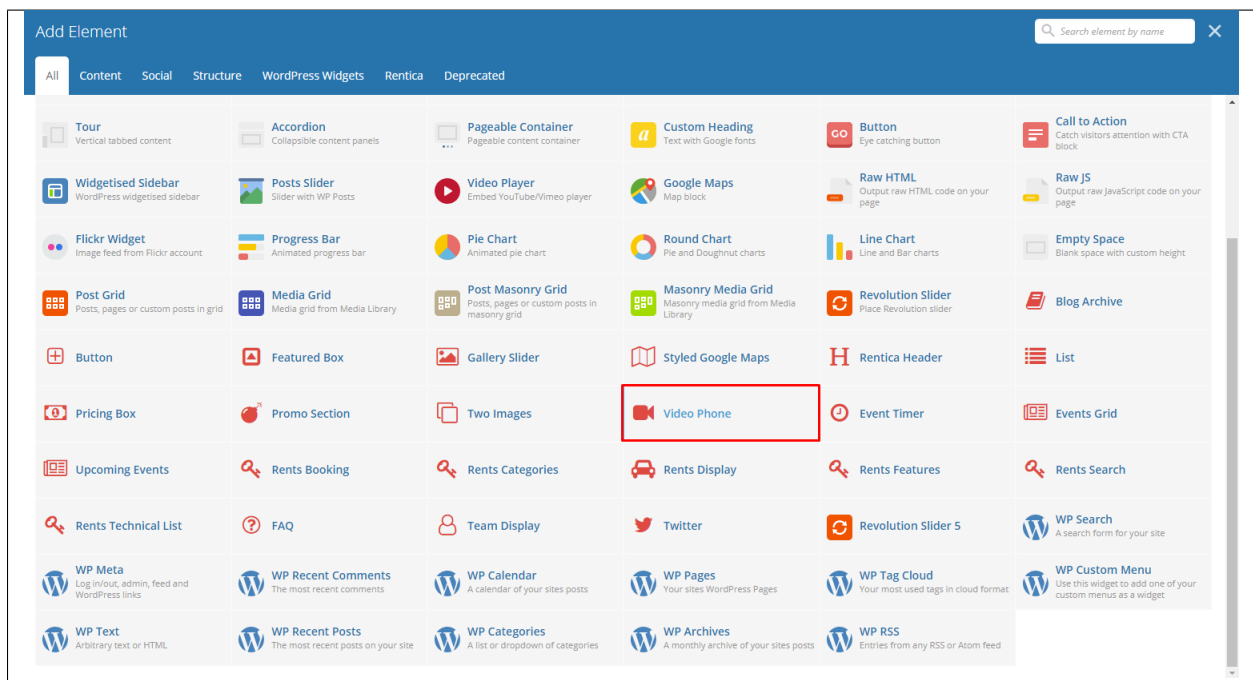 Add Element
Search element by name
All Content Social Structure WordPress Widgets Rentica Deprecated
Tour
Vertical tabbed content
Accordion
Collapsible content panels
Pageable Container
Pageable content container
Custom Heading
Text with Google fonts
GO
Button
Eye catching button
Call to Action
Catch visitors attention with CTA
block
Widgetised Sidebar
WordPress widgetised sidebar
Posts Slider
Slider with WP Posts
Video Player
Embed YouTube/Vimeo player
Google Maps
Map block
Raw HTML
Output raw HTML code on your
page
Raw JS
Output raw JavaScript code on your
page
Flickr Widget
Image feed from Flickr account
Progress Bar
Animated progress bar
Pie Chart
Animated pie chart
Round Chart
Pie and Doughnut charts
Line Chart
Line and Bar charts
Empty Space
Blank space with custom height
Post Grid
Posts, pages or custom posts in grid
Media Grid
Media grid from Media Library
Post Masonry Grid
Posts, pages or custom posts in
masonry grid
Masonry Media Grid
Masonry media grid from Media
Library
Revolution Slider
Place Revolution slider
Blog Archive
Button
Featured Box
Gallery Slider
Styled Google Maps
H Rentica Header
List
Pricing Box
Promo Section
Two Images
Video Phone
Event Timer
Events Grid
Upcoming Events
Rents Booking
Rents Categories
Rents Display
Rents Features
Rents Search
Rents Technical List
FAQ
Team Display
Twitter
Revolution Slider 5
WP Search
A search form for your site
WP Meta
Log in/out, admin, feed and
WordPress links
WP Recent Comments
The most recent comments
WP Calendar
A calendar of your sites posts
WP Pages
Your sites WordPress Pages
WP Tag Cloud
Your most used tags in cloud format
WP Custom Menu
Use this widget to add one of your
custom menus as a widget
WP Text
Arbitrary text or HTML
WP Recent Posts
The most recent posts on your site
WP Categories
A list or dropdown of categories
WP Archives
A monthly archive of your sites posts
WP RSS
Entries from any RSS or Atom feed